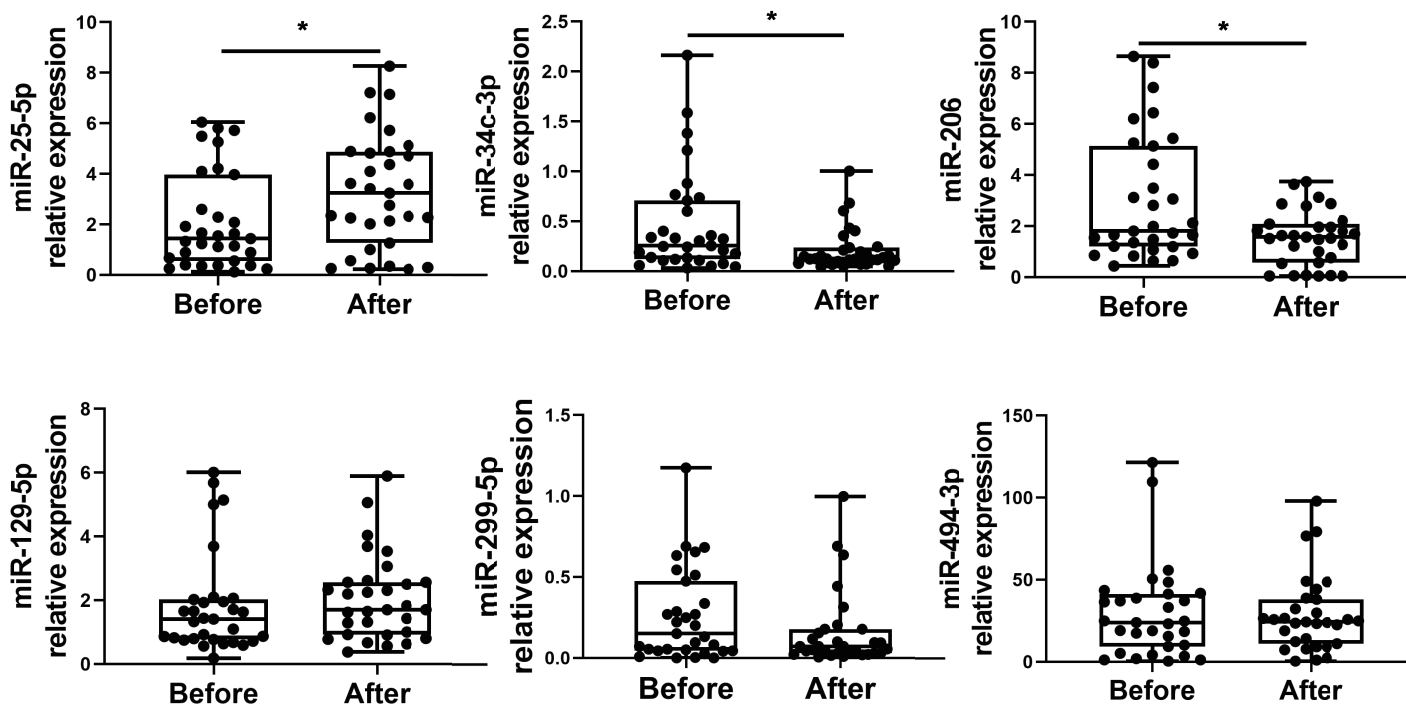 miR-25-5p
relative expression
10
8
6
4
2
0
*
Before
After
miR-34c-3p
relative expression
2.5
2.0
1.5
1.0
0.5
0.0
*
Before
After
miR-206
relative expression
10
8
6
4
2
0
*
Before
After
miR-129-5p
relative expression
8
6
4
2
0
Before
After
miR-299-5p
relative expression
1.5
1.0
0.5
0.0
Before
After
miR-494-3p
relative expression
150
100
50
0
Before
After